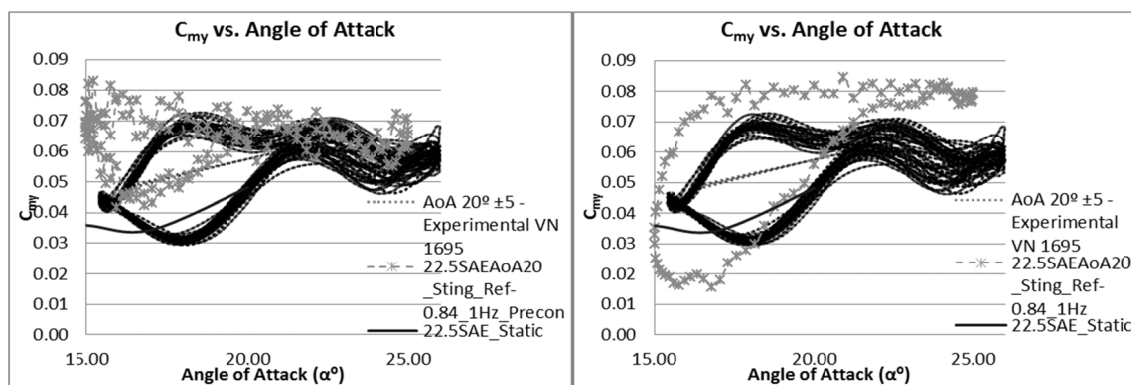 Cmy vs. Angle of Attack
0.09
0.08
0.07
0.06
0.05
0.04
0.03
0.02
0.01
0.00
Cmy
15.00
20.00
25.00
Angle of Attack (αº)
AoA 20º ±5 -
Experimental VN
1695
22.5SAEAoA20
_Sting_Ref-
0.84_1Hz_Precon
22.5SAE_Static
Cmy vs. Angle of Attack
0.09
0.08
0.07
0.06
0.05
0.04
0.03
0.02
0.01
0.00
Cmy
15.00
20.00
25.00
Angle of Attack (αº)
AoA 20º ±5 -
Experimental
VN 1695
22.5SAEAoA20
_Sting_Ref-
0.84_1Hz
22.5SAE_Static